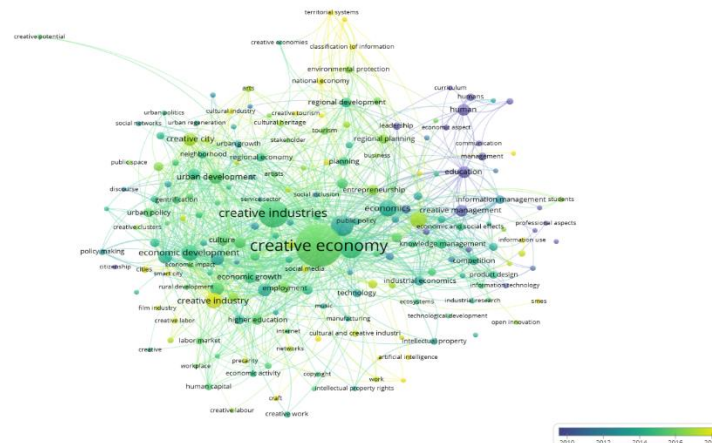 territorial systems
creative potential
creative economies
classification (of information
environmental protection
national economy
curriculum
humans
arts
regional development
human
urban politics
cultural industry
creative tourism
social networks
urban regeneration
cultural heritage
leadership
economic aspect
creative city
stakeholder
tourism
regional planning
communication
urban growth
neighborhood
regional economy
artists
planning
business
management
public space
urban development
education
discourse
service sector
social inclusion
entrepreneurship
gentrification
information management
students
urban policy
creative industries
economics
creative management
public policy
professional aspects
creative clusters
culture
economic and social effects
information use
policy making
economic development
creative economy
knowledge management
competition
citizenship
cities
economic impact
smart city
social media
product design
rural development
economic growth
employment
industrial economics
information technology
creative industry
technology
film industry
music
ecosystems
industrial research
smes
creative labor
higher education
manufacturing
technological development
open innovation
creative
labor market
internet
cultural and creative industri
intellectual property
precarity
networks
artificial intelligence
workplace
economic activity
copyright
work
human capital
intellectual property rights
craft
creative labour
creative work
2010 2012 2014 2016